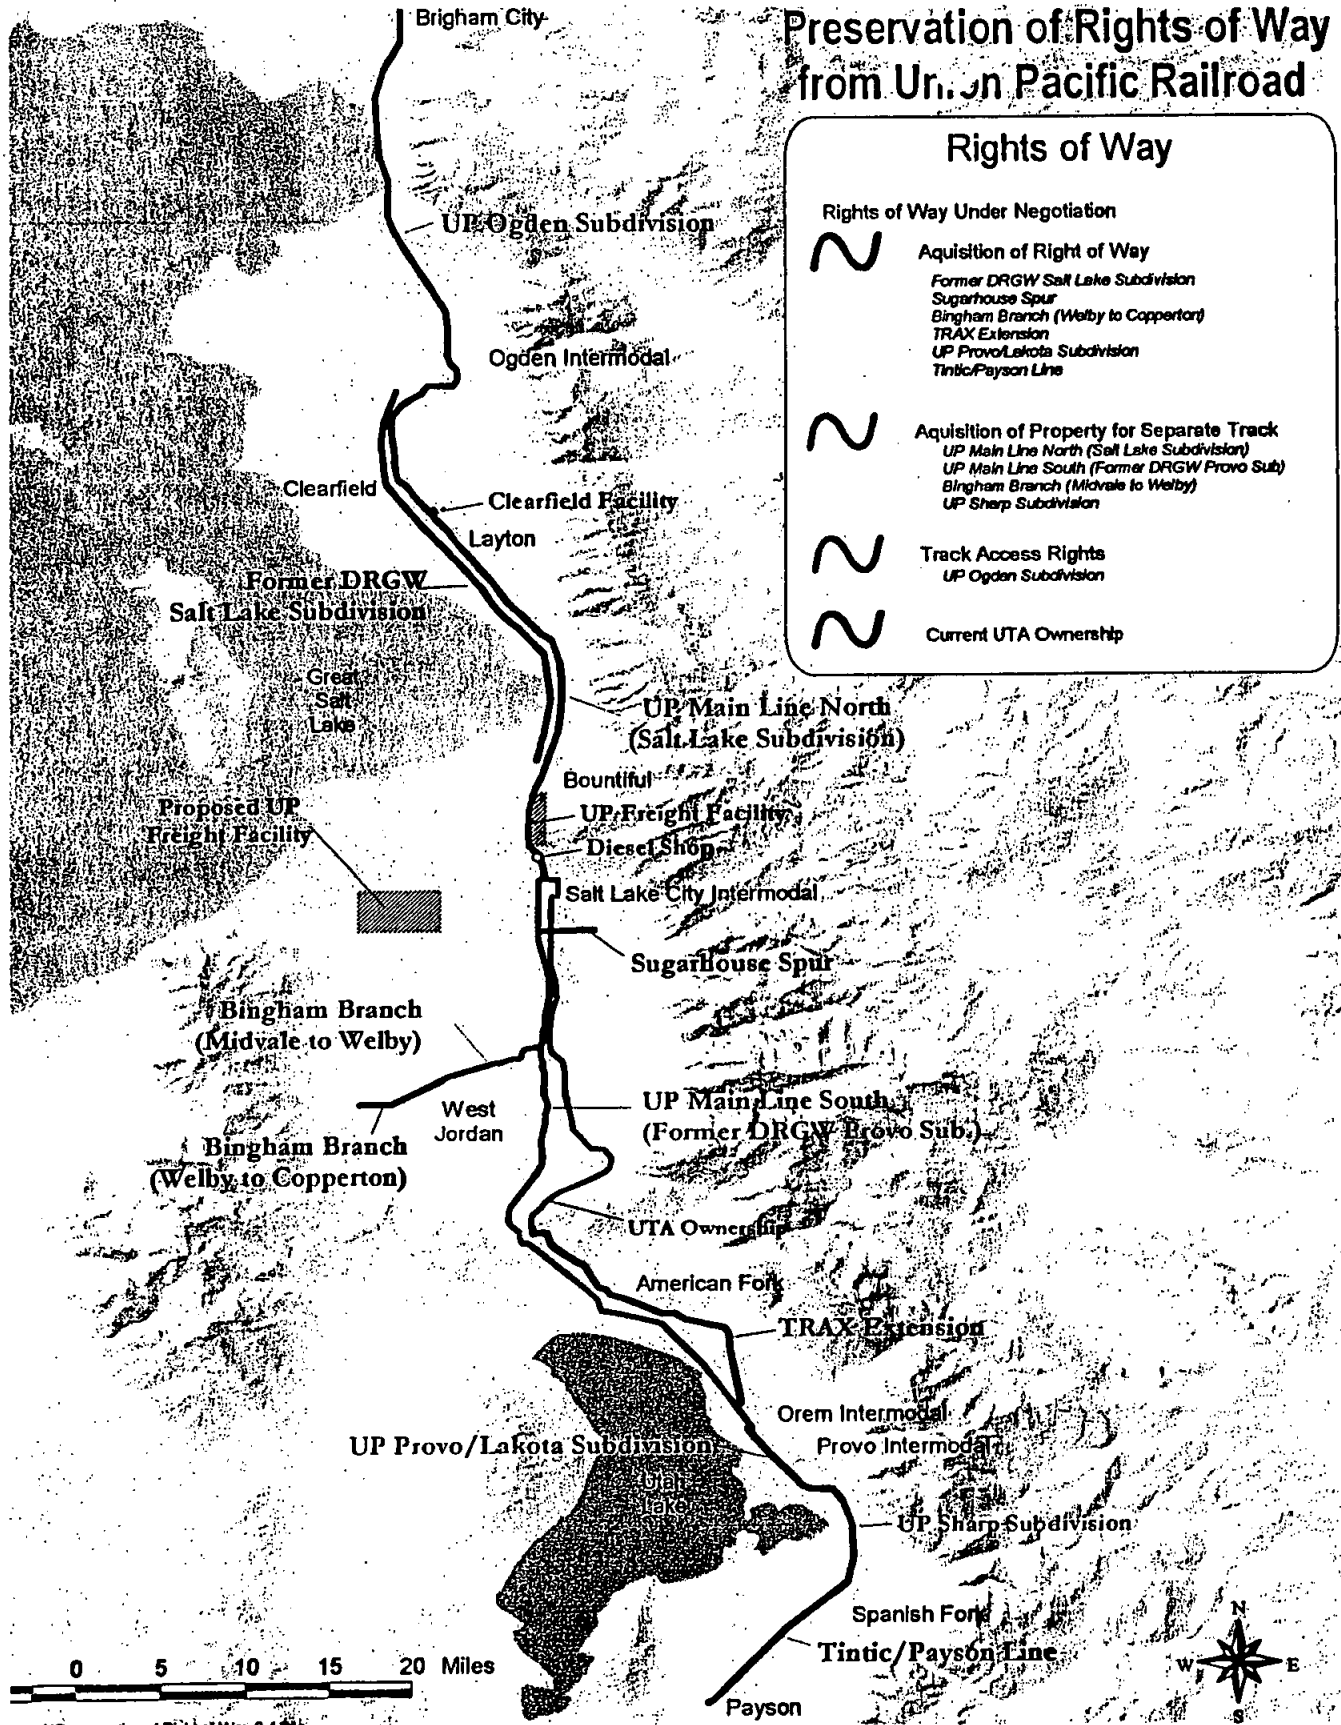 Brigham City
Preservation of Rights of Way
from Union Pacific Railroad
Rights of Way
Rights of Way Under Negotiation
Aquisition of Right of Way
Former DRGW Salt Lake Subdivision
Sugarhouse Spur
Bingham Branch (Welby to Copperton)
TRAX Extension
UP Provo/Lakota Subdivision
Tintic/Payson Line
Aquisition of Property for Separate Track
UP Main Line North (Salt Lake Subdivision)
UP Main Line South (Former DRGW Provo Sub)
Bingham Branch (Midvale to Welby)
UP Sharp Subdivision
Track Access Rights
UP Ogden Subdivision
Current UTA Ownership
UP Ogden Subdivision
Ogden Intermodal
Clearfield
Clearfield Facility
Layton
Former DRGW
Salt Lake Subdivision
Great
Salt
Lake
UP Main Line North
(Salt Lake Subdivision)
Bountiful
Proposed UP
Freight Facility
UP Freight Facility
Diesel Shop
Salt Lake City Intermodal
Sugarhouse Spur
Bingham Branch
(Midvale to Welby)
West
Jordan
UP Main Line South
(Former DRGW Provo Sub.)
Bingham Branch
(Welby to Copperton)
UTA Ownership
American Fork
TRAX Extension
Orem Intermodal
UP Provo/Lakota Subdivision
Provo Intermodal
Utah
Lake
UP Sharp Subdivision
Spanish Fork
Tintic/Payson Line
Payson
0 5 10 15 20 Miles
N
W E
S